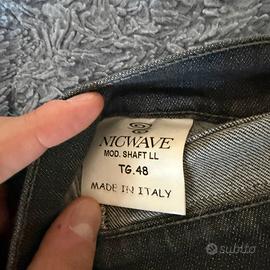 NICWAVE
MOD. SHAFT LL
TG.48
MADE IN ITALY
subito